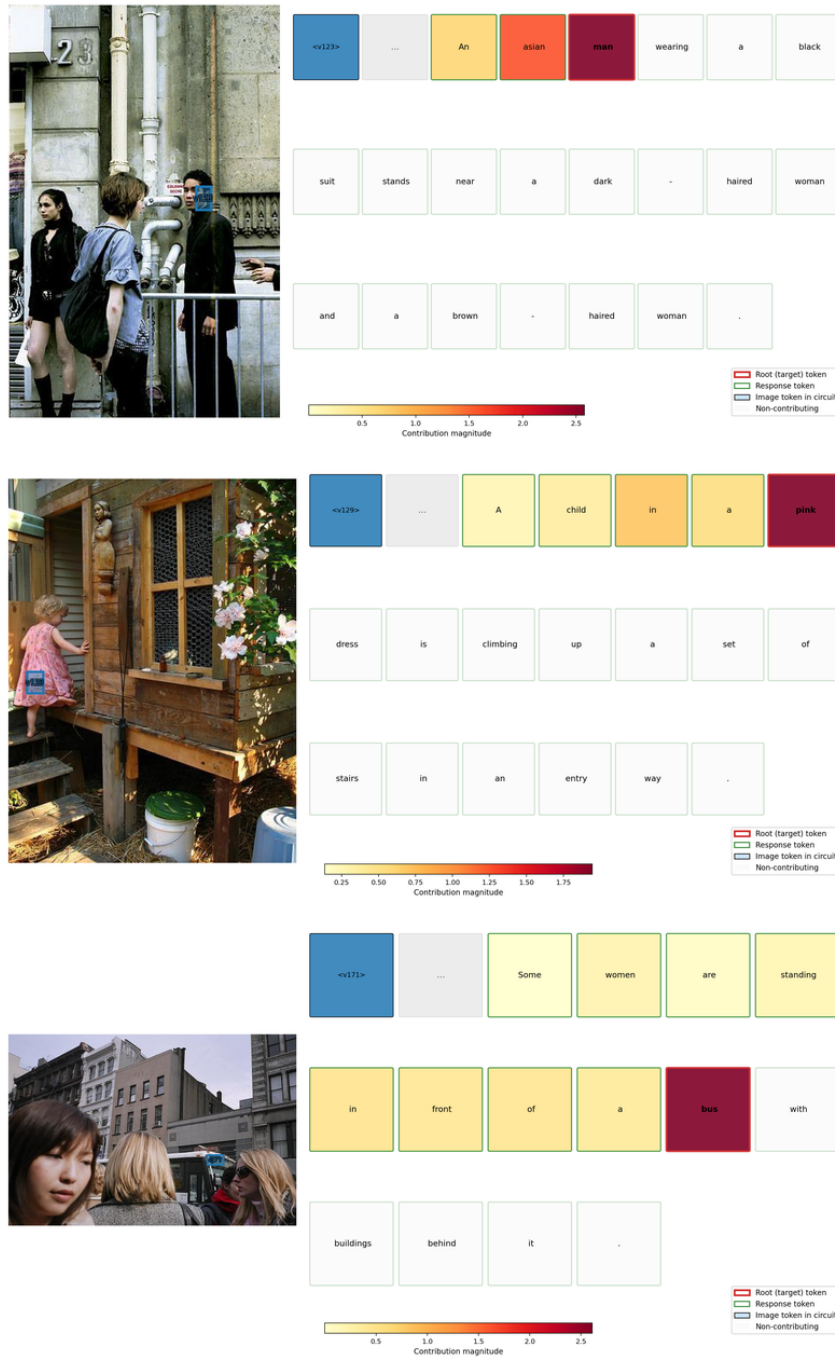 <v123> ... An asian man wearing a black
suit stands near a dark - haired woman
and a brown - haired woman .
Root (target) token
Response token
Image token in circuit
Non-contributing
0.5 1.0 1.5 2.0 2.5
Contribution magnitude
<v129> ... A child in a pink
dress is climbing up a set of
stairs in an entry way .
Root (target) token
Response token
Image token in circuit
Non-contributing
0.25 0.50 0.75 1.00 1.25 1.50 1.75
Contribution magnitude
<v171> ... Some women are standing
in front of a bus with
buildings behind it .
Root (target) token
Response token
Image token in circuit
Non-contributing
0.5 1.0 1.5 2.0 2.5
Contribution magnitude